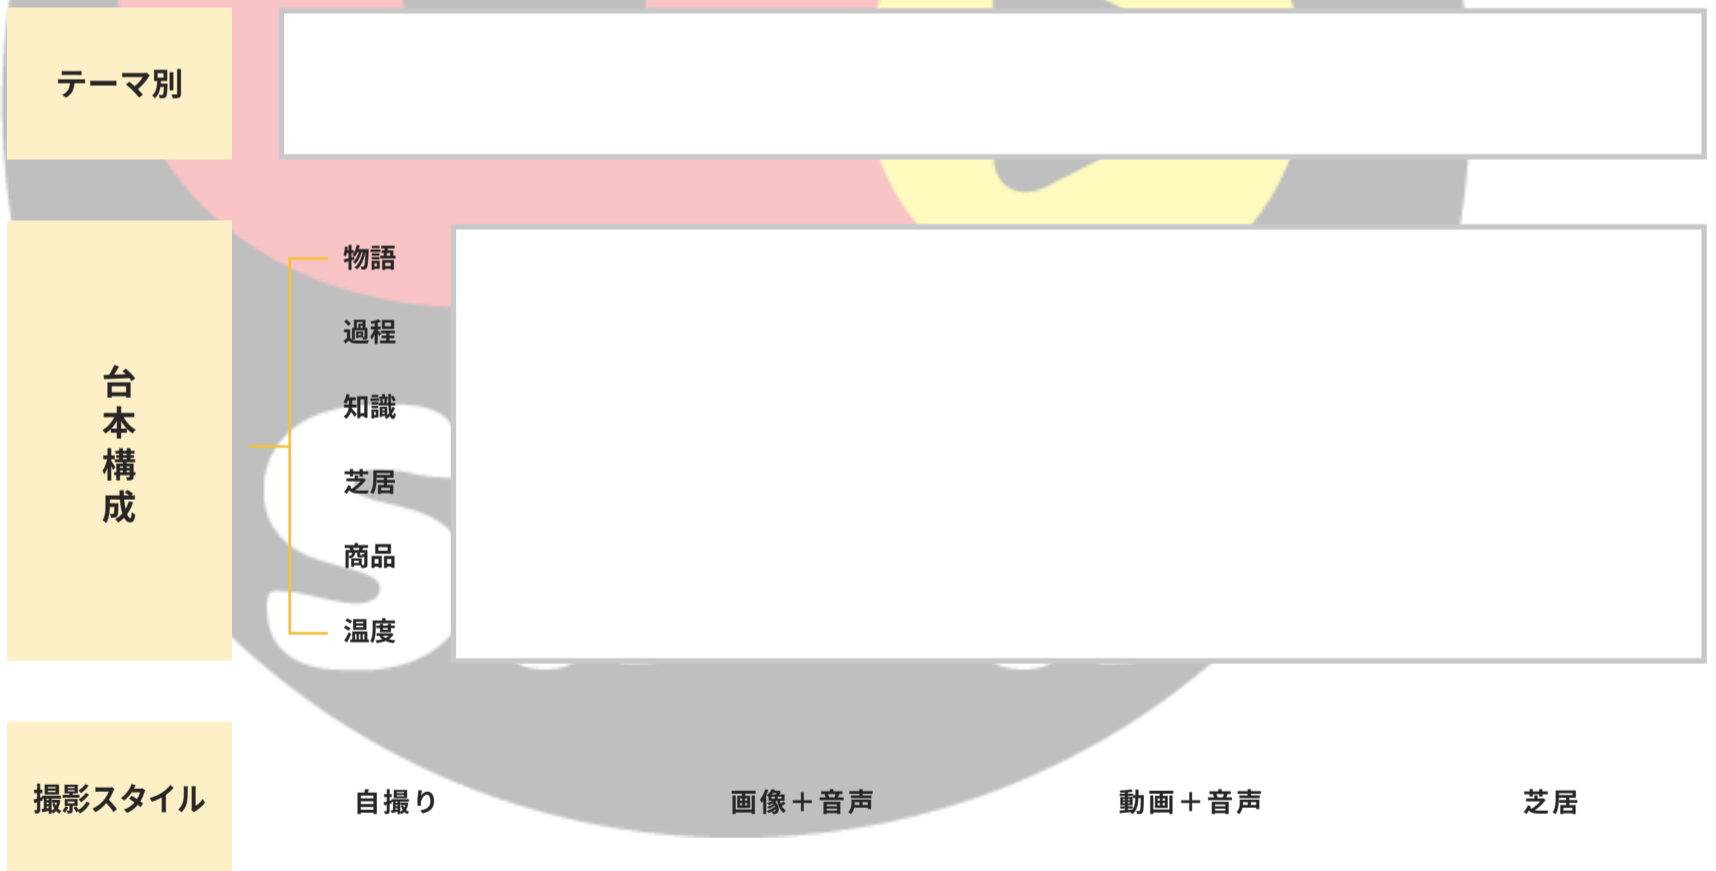 テーマ別
台本構成
物語
過程
知識
芝居
商品
温度
撮影スタイル
自撮り
画像＋音声
動画＋音声
芝居